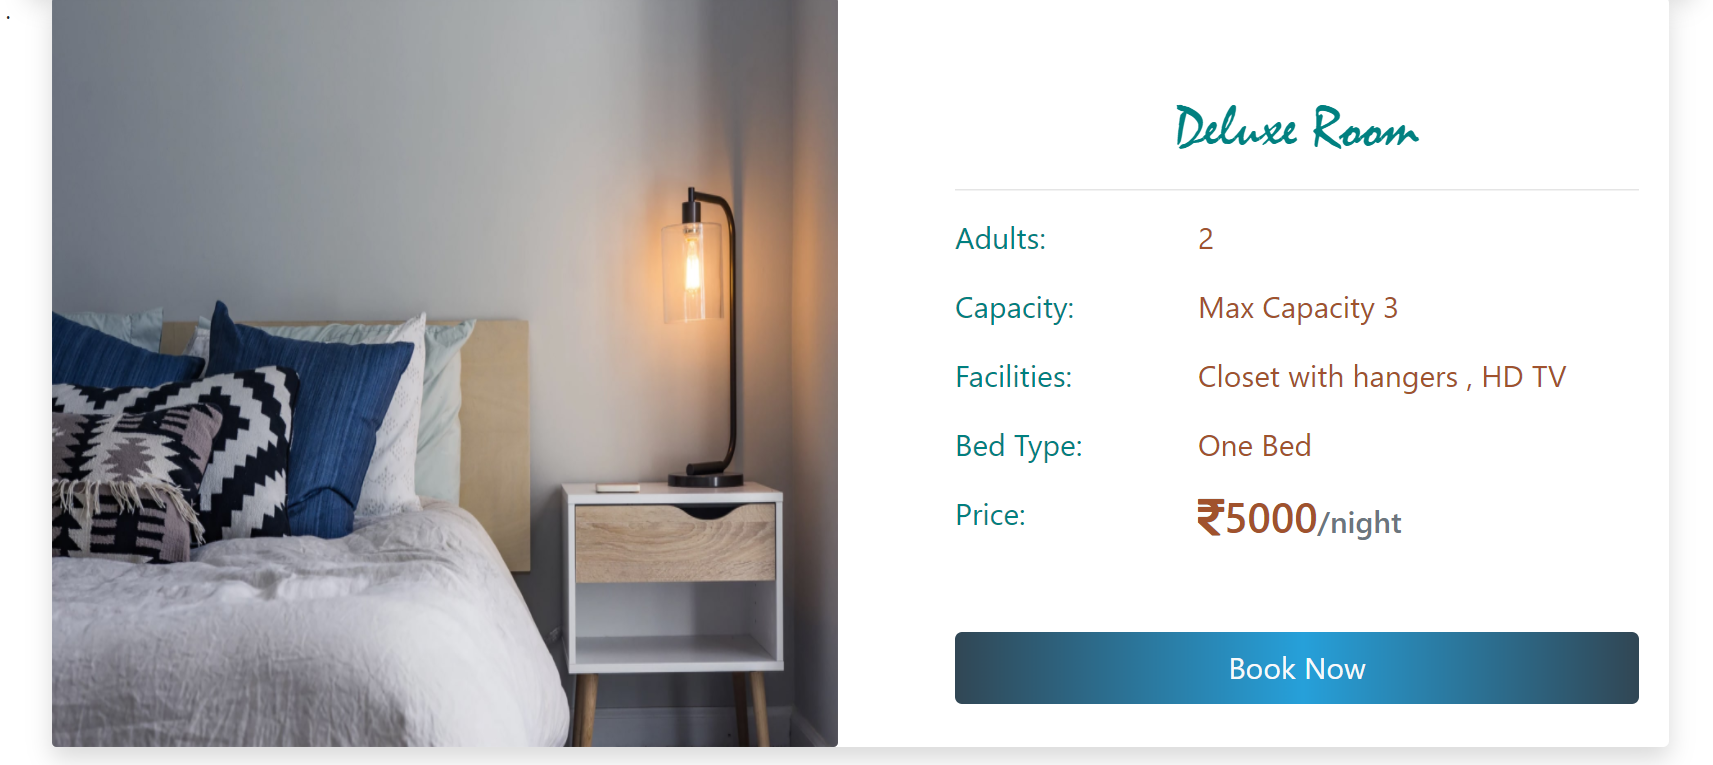 Deluxe Room
Adults: 2
Capacity: Max Capacity 3
Facilities: Closet with hangers , HD TV
Bed Type: One Bed
Price: ₹5000/night
Book Now